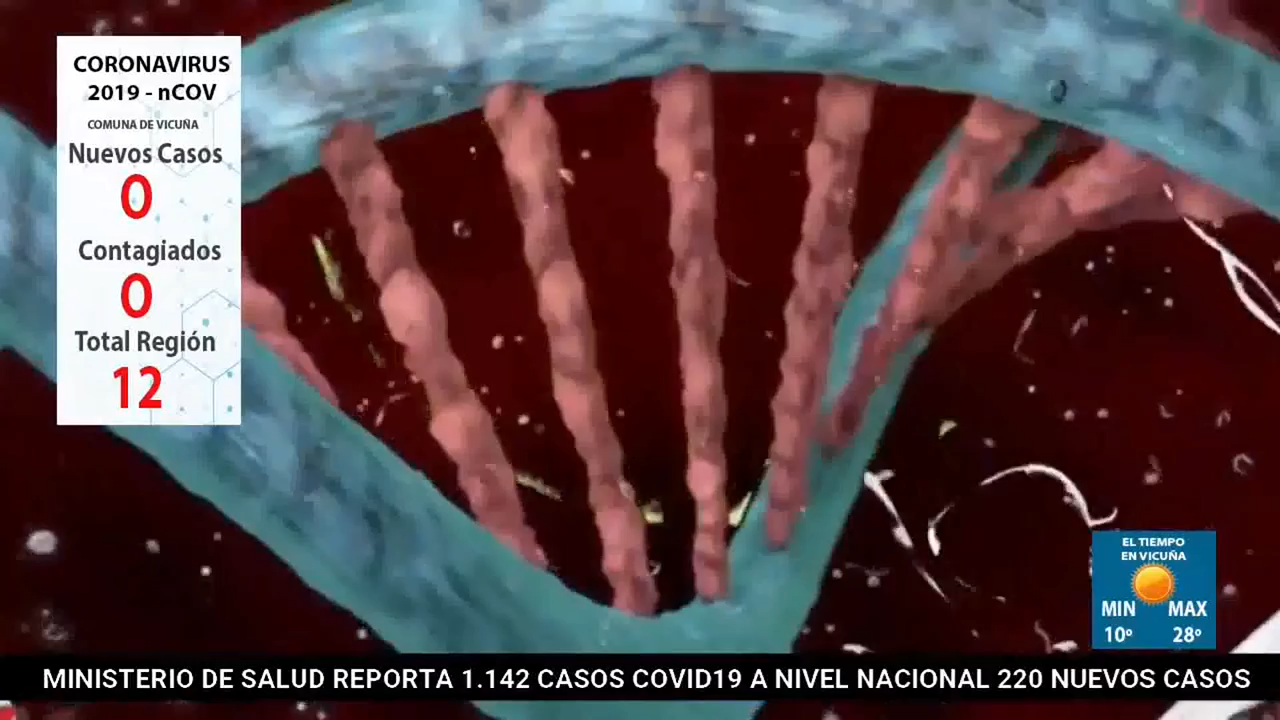 CORONAVIRUS
2019 - nCOV
COMUNA DE VICUÑA
Nuevos Casos
0
Contagiados
0
Total Región
12
EL TIEMPO
EN VICUÑA
MIN MAX
10º 28º
MINISTERIO DE SALUD REPORTA 1.142 CASOS COVID19 A NIVEL NACIONAL 220 NUEVOS CASOS